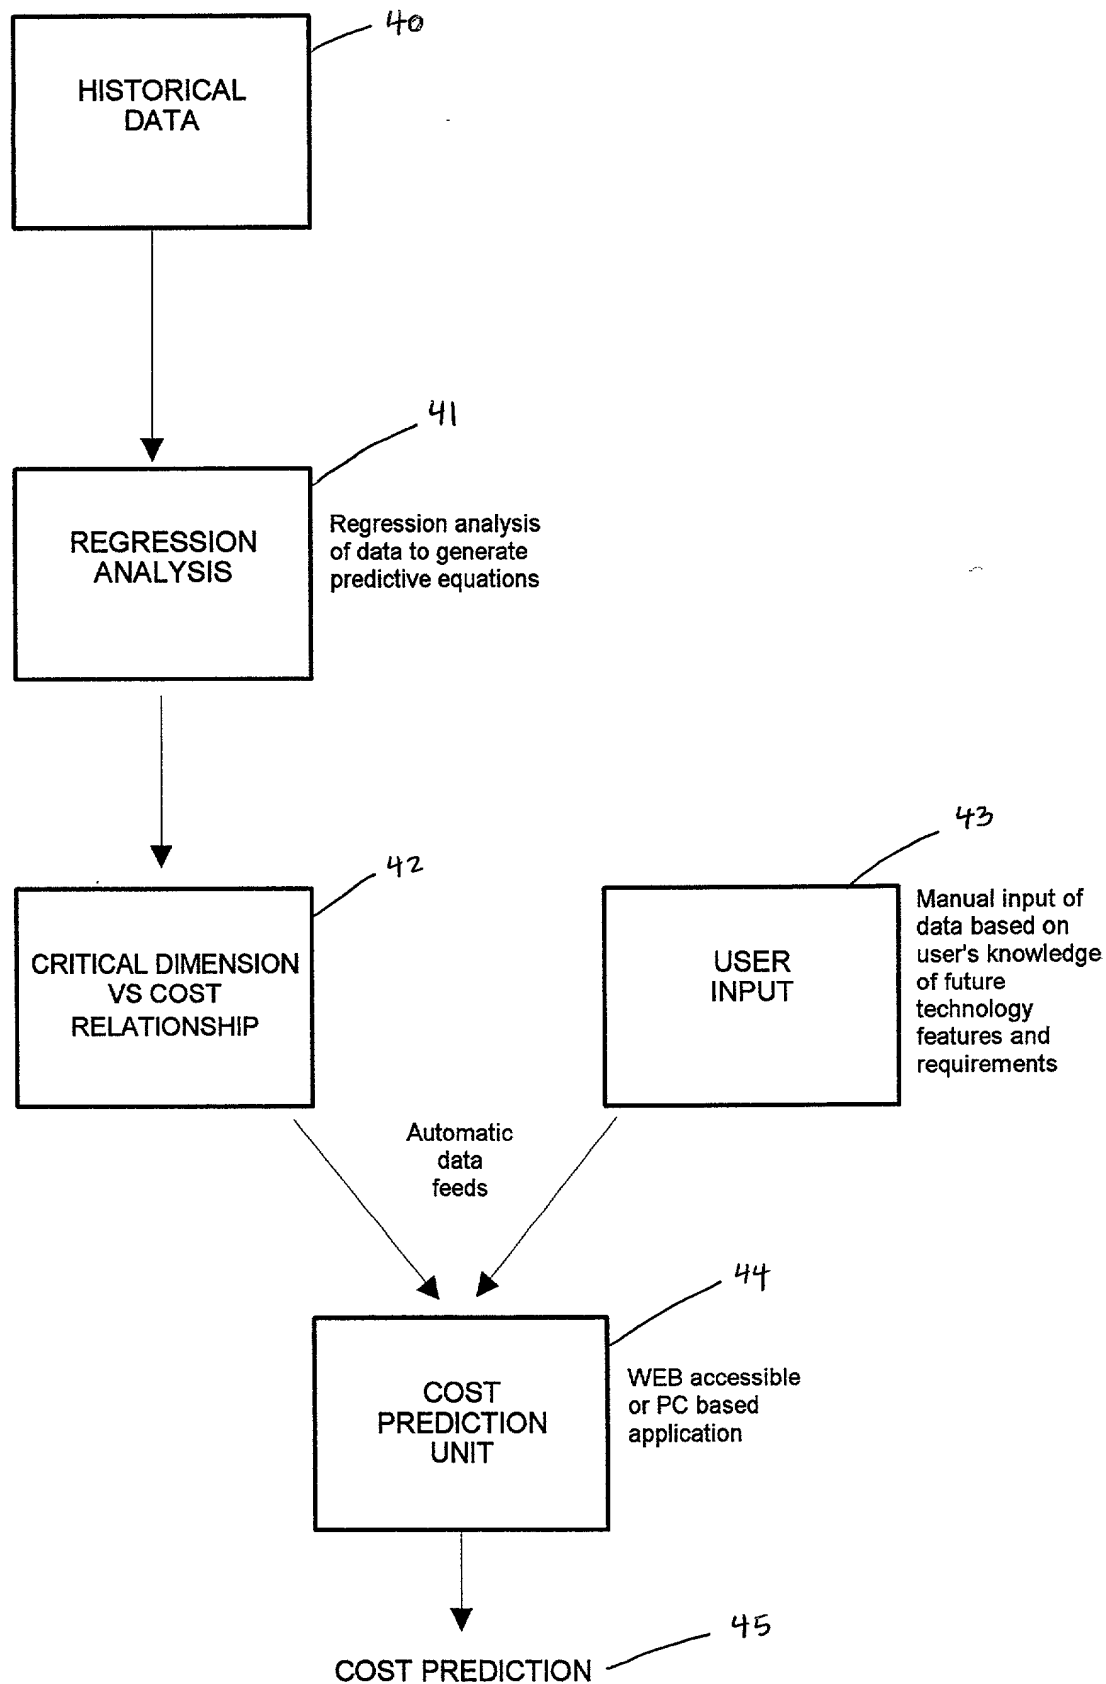 40
HISTORICAL
DATA
41
REGRESSION
ANALYSIS
Regression analysis
of data to generate
predictive equations
42
CRITICAL DIMENSION
VS COST
RELATIONSHIP
43
USER
INPUT
Manual input of
data based on
user's knowledge
of future
technology
features and
requirements
Automatic
data
feeds
44
COST
PREDICTION
UNIT
WEB accessible
or PC based
application
45
COST PREDICTION